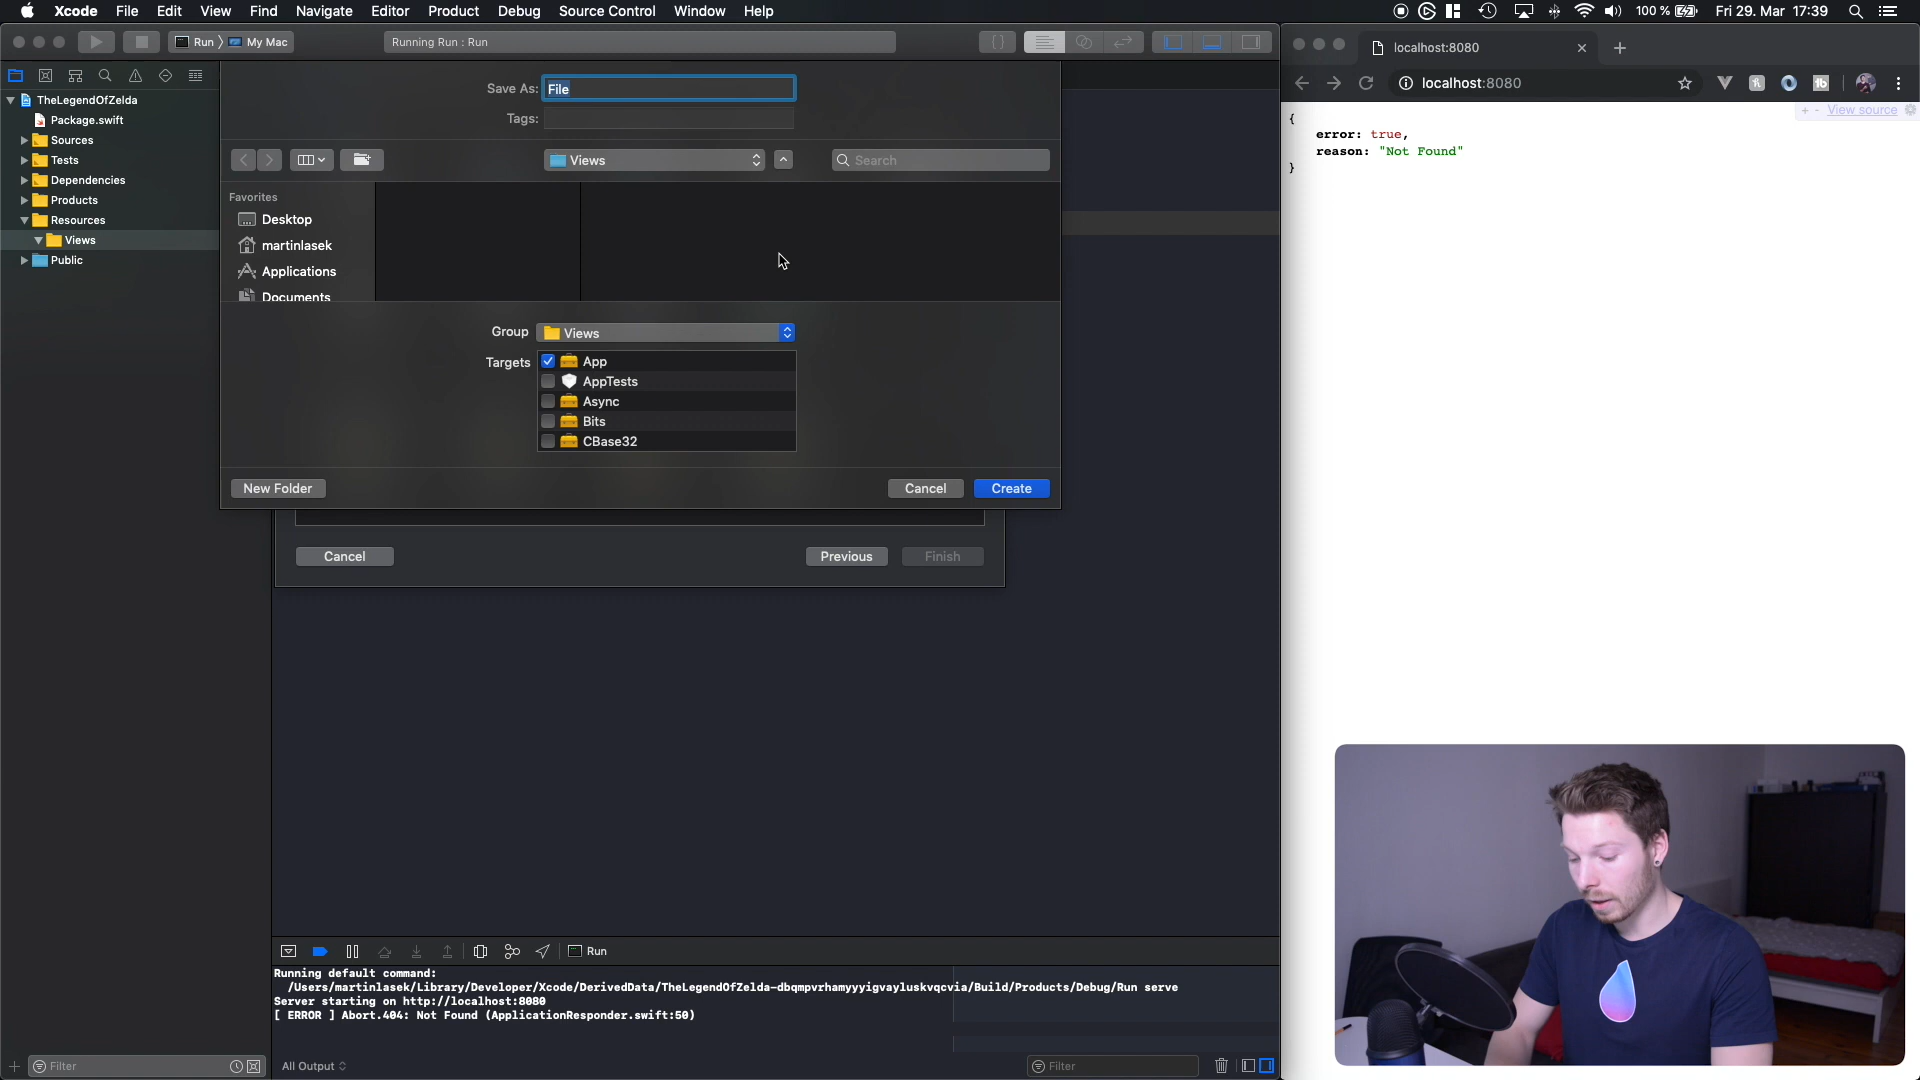 Xcode File Edit View Find Navigate Editor Product Debug Source Control Window Help
100 % Fri 29. Mar 17:39
Run My Mac
Running Run : Run
TheLegendOfZelda
Package.swift
Sources
Tests
Dependencies
Products
Resources
Views
Public
Save As: File
Tags:
Views
Search
Favorites
Desktop
martinlasek
Applications
Documents
Group Views
Targets App
AppTests
Async
Bits
CBase32
New Folder Cancel Create
Cancel Previous Finish
Run
Running default command:
/Users/martinlasek/Library/Developer/Xcode/DerivedData/TheLegendOfZelda-dbqmpvrhamyyyigvayluskvqcvia/Build/Products/Debug/Run serve
Server starting on http://localhost:8080
[ ERROR ] Abort.404: Not Found (ApplicationResponder.swift:50)
Filter
All Output
Filter
localhost:8080
localhost:8080
+ - View source
{
error: true,
reason: "Not Found"
}